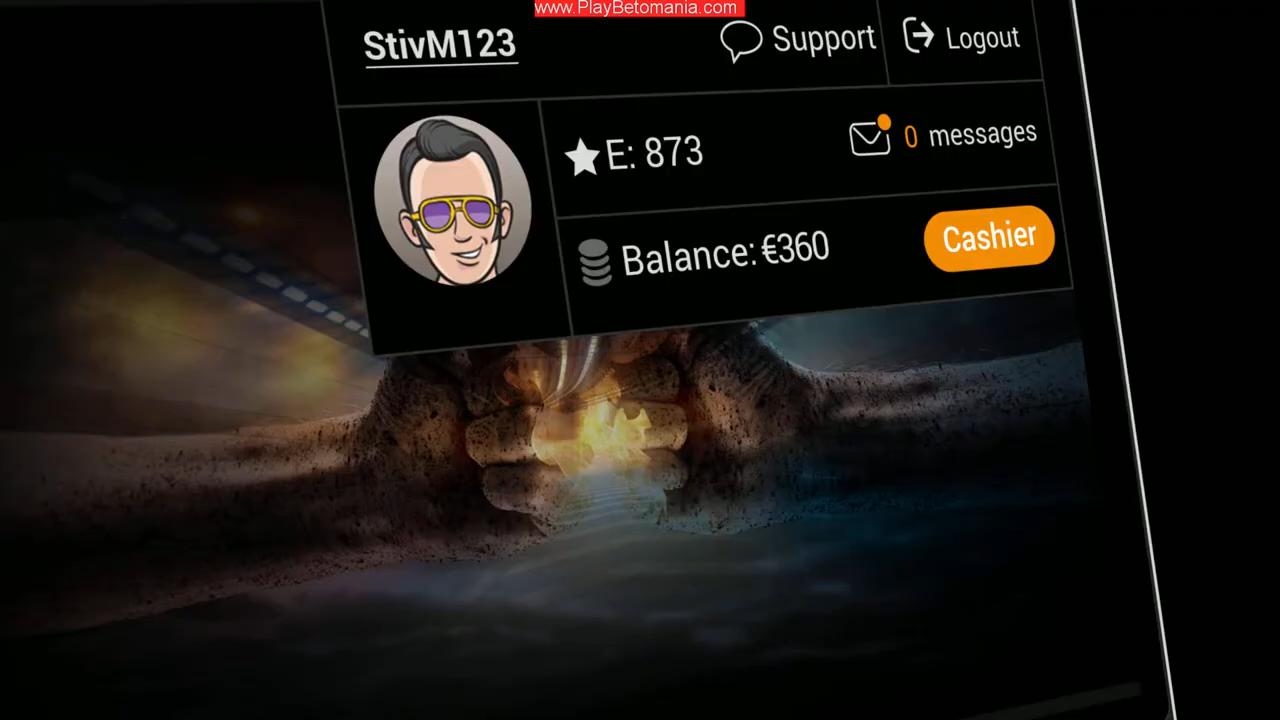 www.PlayBetomania.com
StivM123
Support
Logout
E: 873
0 messages
Balance: €360
Cashier